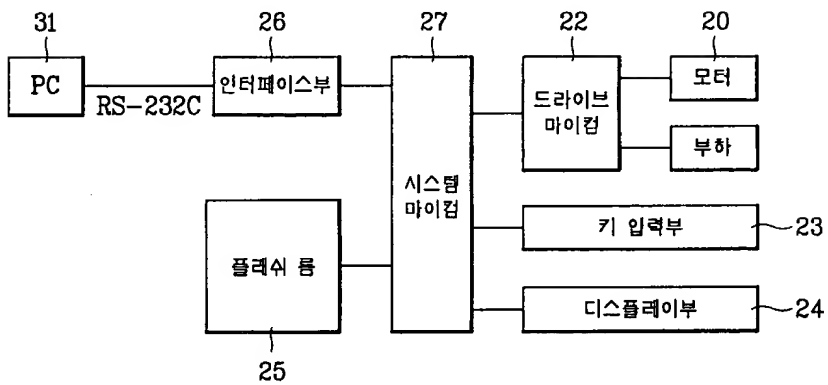 31
26
27
22
20
PC
RS-232C
인터페이스부
시스템
마이컴
드라이브
마이컴
모터
부하
플래쉬 롬
25
키 입력부
23
디스플레이부
24